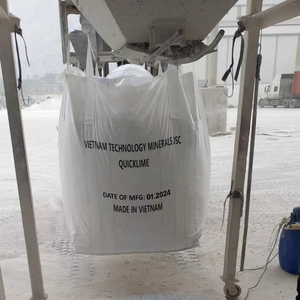 VIETNAM TECHNOLOGY MINERALS JSC
QUICKLIME
DATE OF MFG: 01.2024
MADE IN VIETNAM